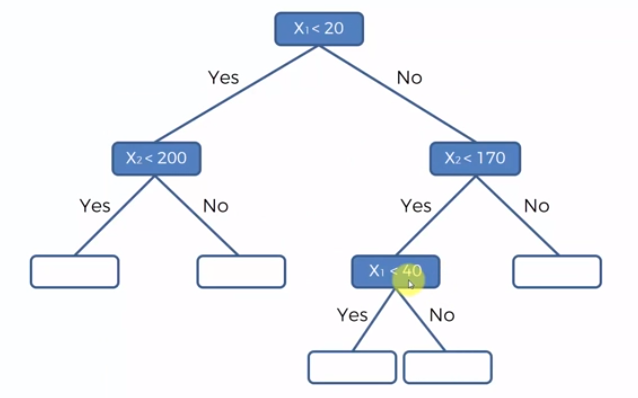 X₁ < 20
Yes
No
X₂ < 200
X₂ < 170
Yes
No
Yes
No
X₁ < 40
Yes
No